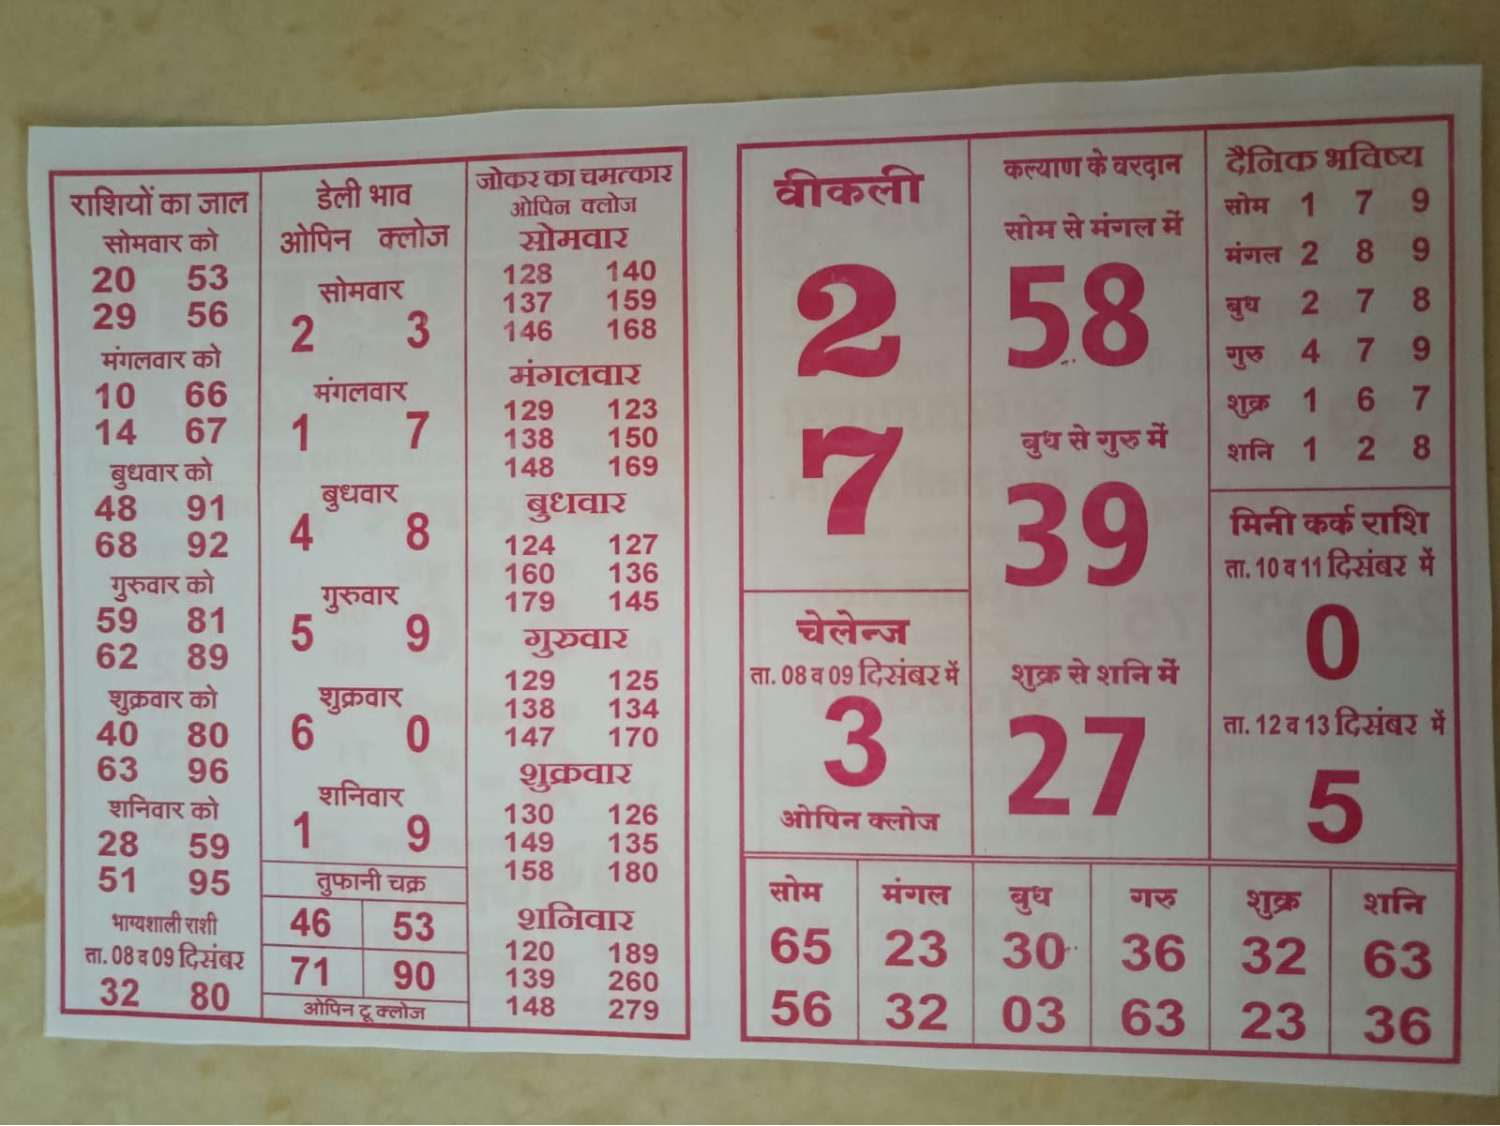 राशियों का जाल
सोमवार को
20 53
29 56
मंगलवार को
10 66
14 67
बुधवार को
48 91
68 92
गुरुवार को
59 81
62 89
शुक्रवार को
40 80
63 96
शनिवार को
28 59
51 95
भाग्यशाली राशी
ता. 08 व 09 दिसंबर
32 80
डेली भाव
ओपिन क्लोज
सोमवार
2 3
मंगलवार
1 7
बुधवार
4 8
गुरुवार
5 9
शुक्रवार
6 0
शनिवार
1 9
तुफानी चक्र
46 53
71 90
ओपिन टू क्लोज
जोकर का चमत्कार
ओपिन क्लोज
सोमवार
128 140
137 159
146 168
मंगलवार
129 123
138 150
148 169
बुधवार
124 127
160 136
179 145
गुरुवार
129 125
138 134
147 170
शुक्रवार
130 126
149 135
158 180
शनिवार
120 189
139 260
148 279
वीकली
2
7
चेलेन्ज
ता. 08 व 09 दिसंबर में
3
ओपिन क्लोज
कल्याण के वरदान
सोम से मंगल में
58
बुध से गुरु में
39
शुक्र से शनि में
27
दैनिक भविष्य
सोम 1 7 9
मंगल 2 8 9
बुध 2 7 8
गुरु 4 7 9
शुक्र 1 6 7
शनि 1 2 8
मिनी कर्क राशि
ता. 10 व 11 दिसंबर में
0
ता. 12 व 13 दिसंबर में
5
सोम मंगल बुध गरु शुक्र शनि
65 23 30 36 32 63
56 32 03 63 23 36